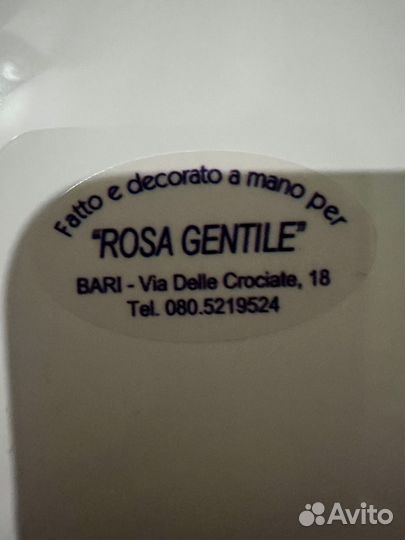 Fatto e decorato a mano per
"ROSA GENTILE"
BARI - Via Delle Crociate, 18
Tel. 080.5219524
Avito